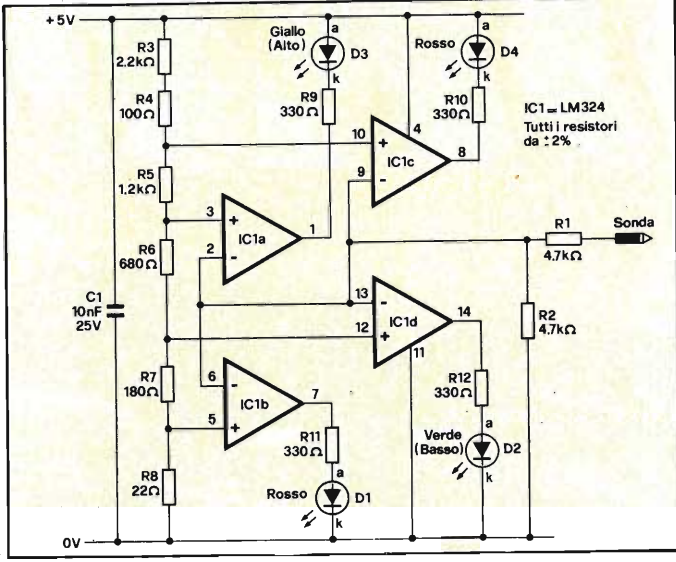 +5V
R3
2.2kΩ
R4
100Ω
R5
1.2kΩ
R6
680Ω
R7
180Ω
R8
22Ω
C1
10nF
25V
0V
Giallo
(Alto)
a
k
D3
R9
330Ω
Rosso
a
k
D4
R10
330Ω
IC1 = LM324
Tutti i resistori
da ±2%
10
+
9
-
IC1c
4
8
3
+
2
-
IC1a
1
R1
4.7kΩ
Sonda
R2
4.7kΩ
13
-
12
+
IC1d
14
11
6
-
5
+
IC1b
7
R12
330Ω
Verde
(Basso)
a
k
D2
R11
330Ω
Rosso
a
k
D1